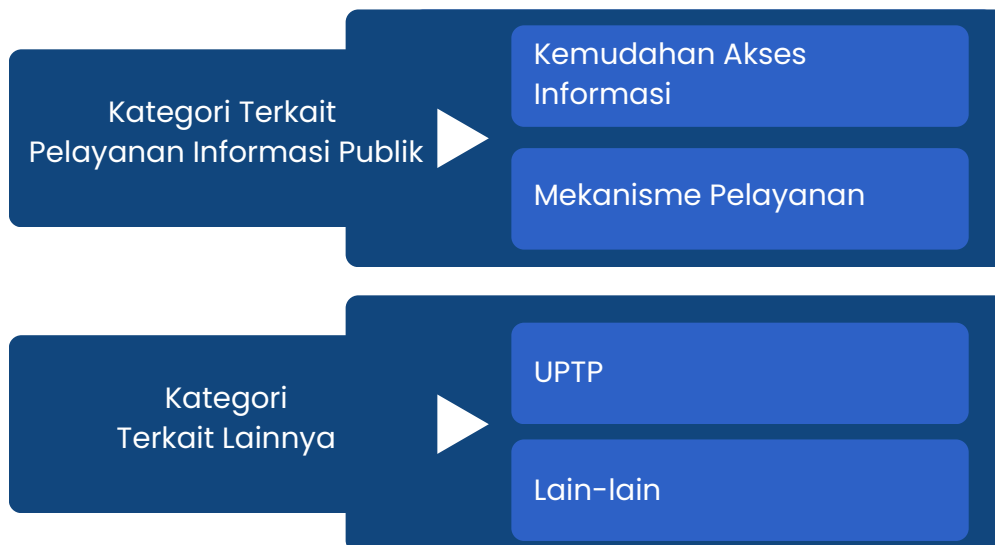 Kategori Terkait
Pelayanan Informasi Publik
Kemudahan Akses
Informasi
Mekanisme Pelayanan
Kategori
Terkait Lainnya
UPTP
Lain-lain